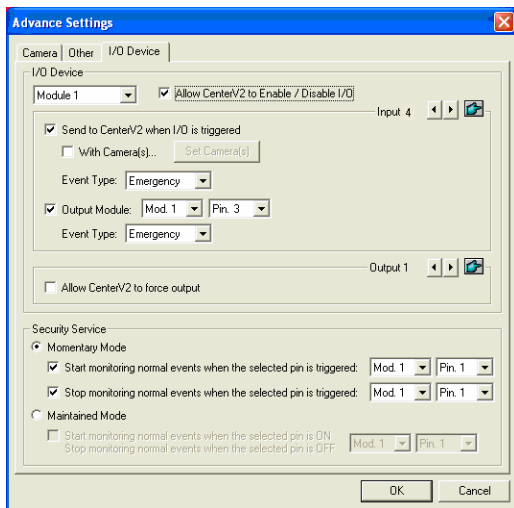 Advance Settings
Camera Other I/O Device
I/O Device
Module 1 Allow CenterV2 to Enable / Disable I/O
Input 4
Send to CenterV2 when I/O is triggered
With Camera(s)... Set Camera(s)
Event Type: Emergency
Output Module: Mod. 1 Pin. 3
Event Type: Emergency
Output 1
Allow CenterV2 to force output
Security Service
Momentary Mode
Start monitoring normal events when the selected pin is triggered: Mod. 1 Pin. 1
Stop monitoring normal events when the selected pin is triggered: Mod. 1 Pin. 1
Maintained Mode
Start monitoring normal events when the selected pin is ON
Stop monitoring normal events when the selected pin is OFF Mod. 1 Pin. 1
OK Cancel